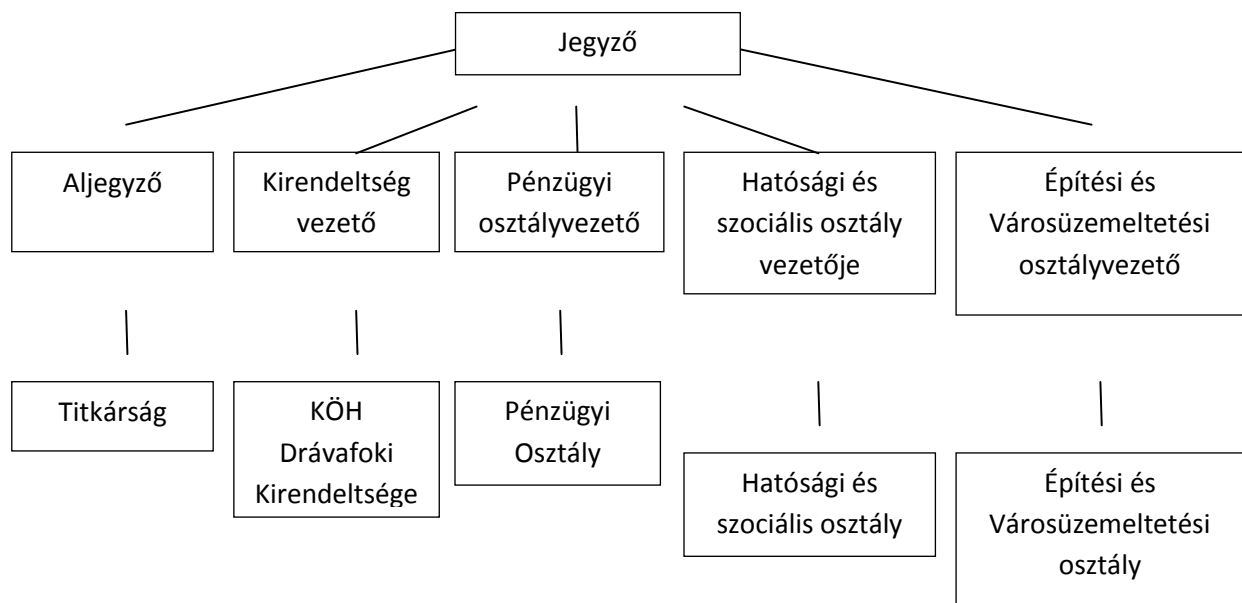 Jegyző
Aljegyző
Kirendeltség
vezető
Pénzügyi
osztályvezető
Hatósági és
szociális osztály
vezetője
Építési és
Városüzemeltetési
osztályvezető
Titkárság
KÖH
Drávafoki
Kirendeltsége
Pénzügyi
Osztály
Hatósági és
szociális osztály
Építési és
Városüzemeltetési
osztály